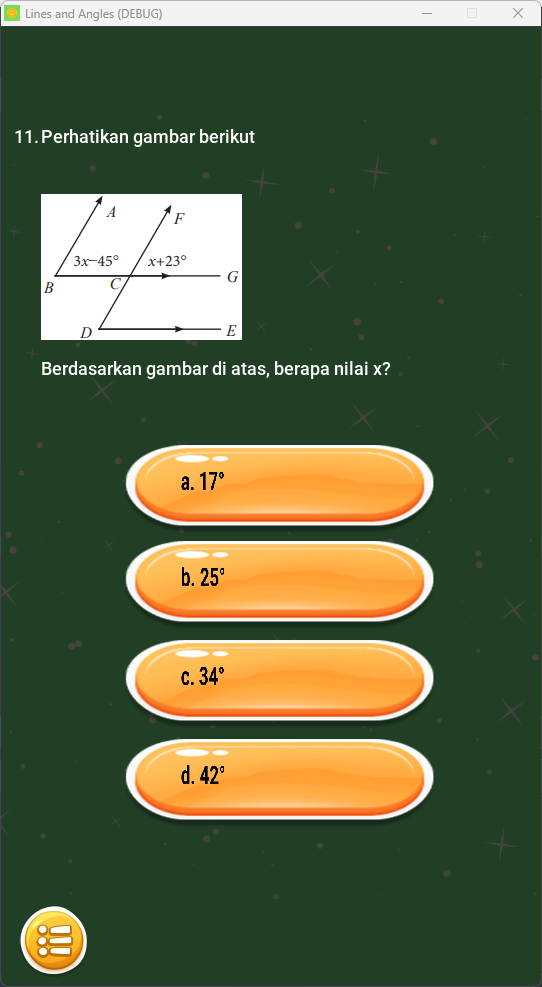 Lines and Angles (DEBUG)
11. Perhatikan gambar berikut
A
F
3x−45°
x+23°
B
C
G
D
E
Berdasarkan gambar di atas, berapa nilai x?
a. 17°
b. 25°
c. 34°
d. 42°